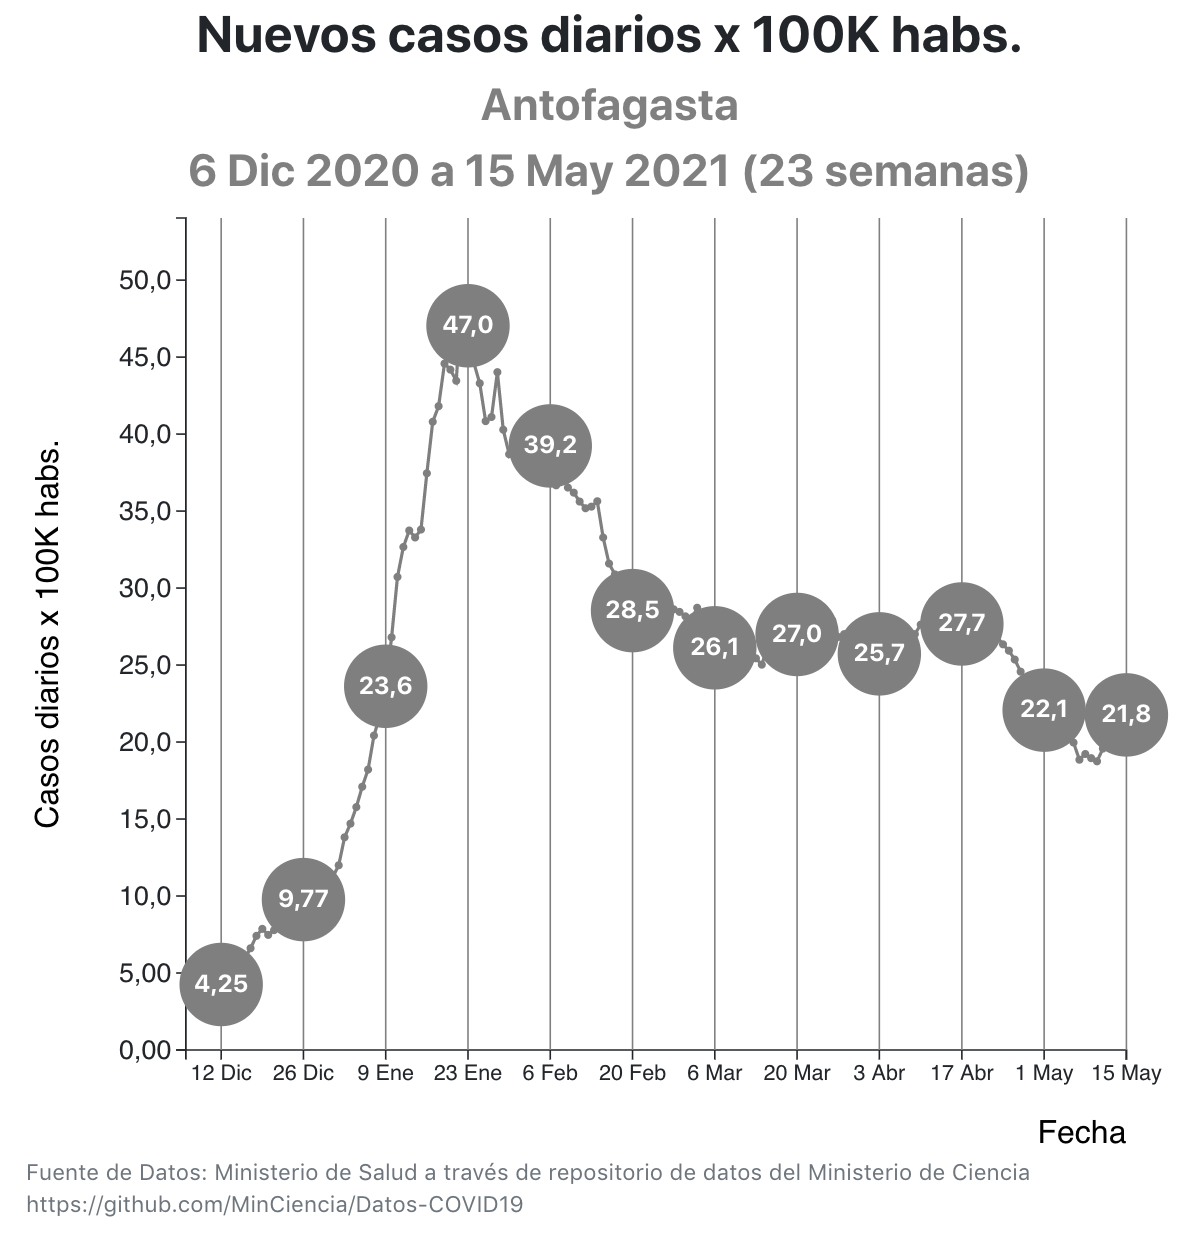 Nuevos casos diarios x 100K habs.
Antofagasta
6 Dic 2020 a 15 May 2021 (23 semanas)
Casos diarios x 100K habs.
50,0
45,0
40,0
35,0
30,0
25,0
20,0
15,0
10,0
5,00
0,00
4,25
9,77
23,6
47,0
39,2
28,5
26,1
27,0
25,7
27,7
22,1
21,8
12 Dic 26 Dic 9 Ene 23 Ene 6 Feb 20 Feb 6 Mar 20 Mar 3 Abr 17 Abr 1 May 15 May
Fecha
Fuente de Datos: Ministerio de Salud a través de repositorio de datos del Ministerio de Ciencia
https://github.com/MinCiencia/Datos-COVID19